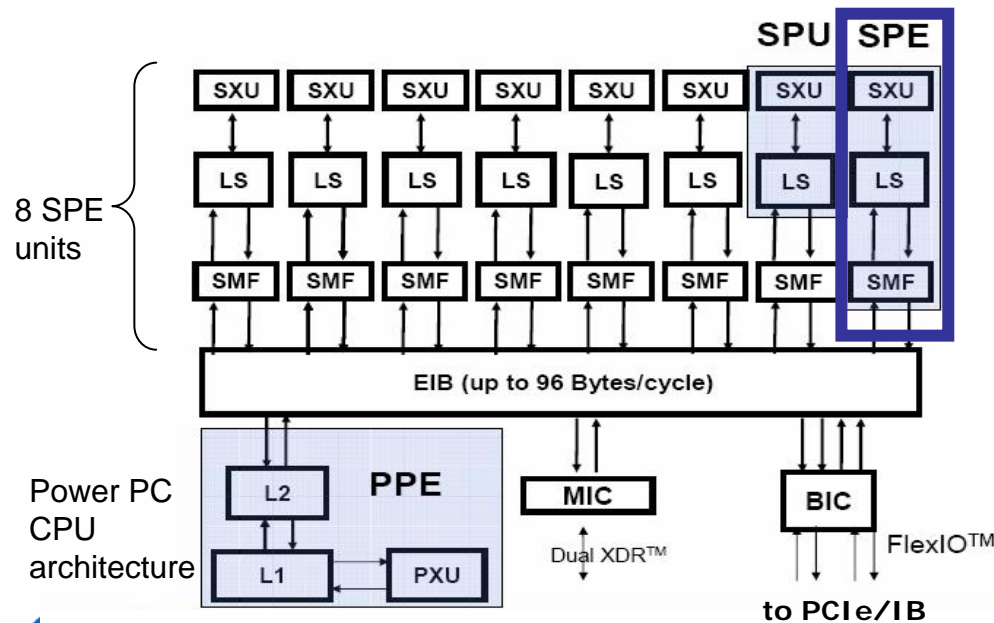 SPU SPE
SXU SXU SXU SXU SXU SXU SXU SXU
LS LS LS LS LS LS LS LS
8 SPE
units
SMF SMF SMF SMF SMF SMF SMF SMF
EIB (up to 96 Bytes/cycle)
Power PC
CPU
architecture
PPE
L2
L1
PXU
MIC
Dual XDR™
BIC
FlexIO™
to PCIe/IB